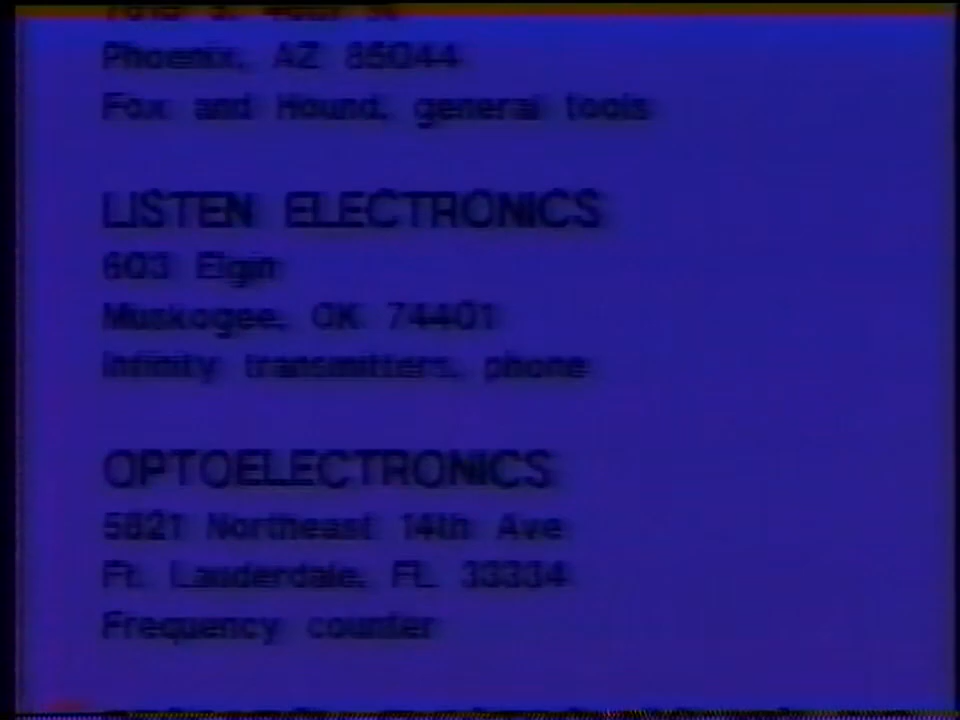 Phoenix, AZ 85044
Fox and Hound, general tools
LISTEN ELECTRONICS
603 Elgin
Muskogee, OK 74401
Infinity transmitters, phone
OPTOELECTRONICS
5821 Northeast 14th Ave
Ft. Lauderdale, FL 33334
Frequency counter